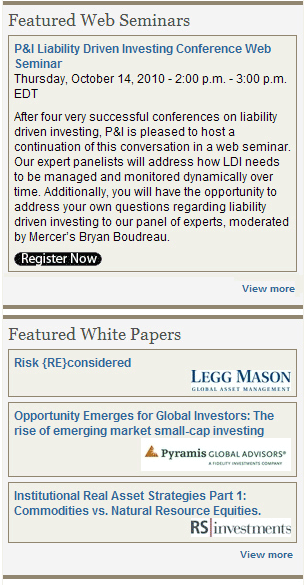 Featured Web Seminars
P&I Liability Driven Investing Conference Web
Seminar
Thursday, October 14, 2010 - 2:00 p.m. - 3:00 p.m.
EDT
After four very successful conferences on liability
driven investing, P&I is pleased to host a
continuation of this conversation in a web seminar.
Our expert panelists will address how LDI needs
to be managed and monitored dynamically over
time. Additionally, you will have the opportunity to
address your own questions regarding liability
driven investing to our panel of experts, moderated
by Mercer's Bryan Boudreau.
Register Now
View more
Featured White Papers
Risk {RE}considered
LEGG MASON
GLOBAL ASSET MANAGEMENT
Opportunity Emerges for Global Investors: The
rise of emerging market small-cap investing
PYRAMIS GLOBAL ADVISORS®
A FIDELITY INVESTMENTS COMPANY
Institutional Real Asset Strategies Part 1:
Commodities vs. Natural Resource Equities.
RS investments
View more